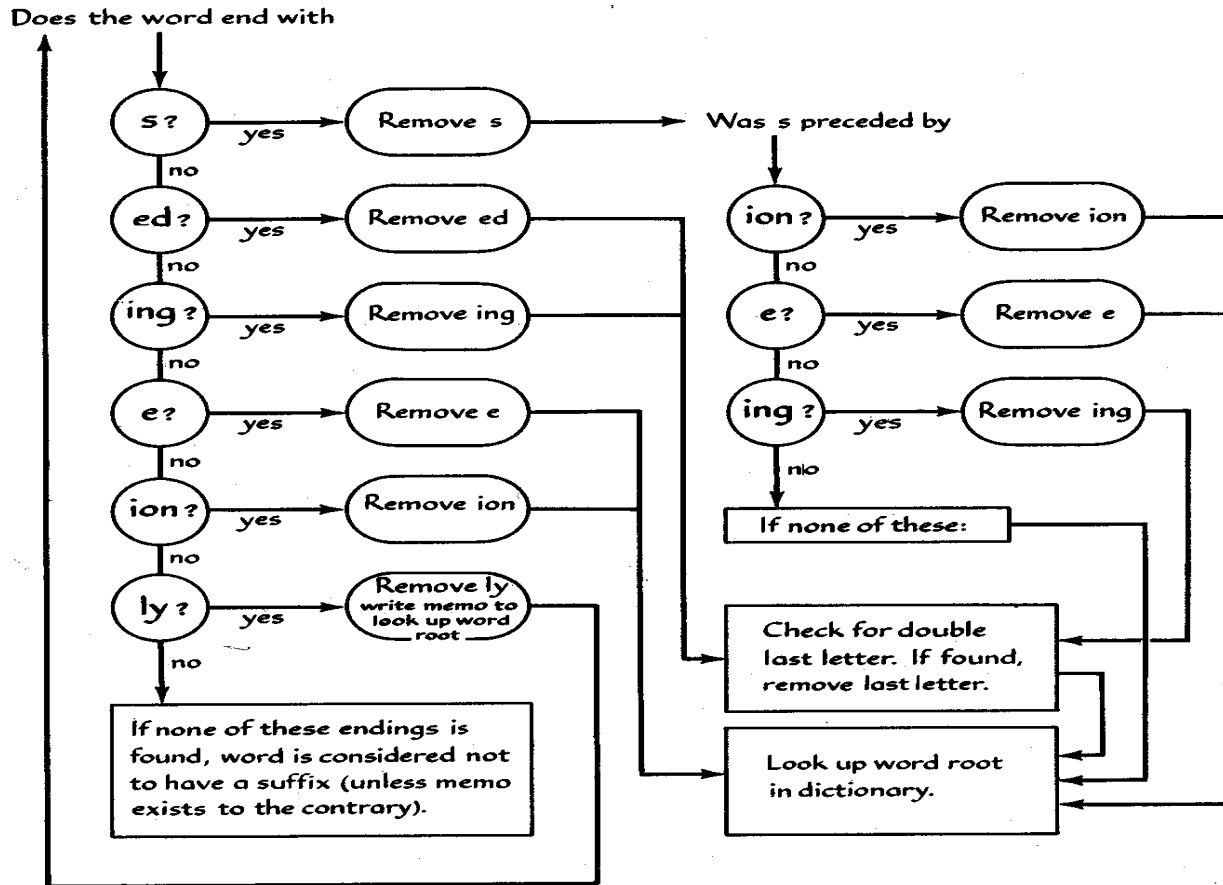 Does the word end with
s?
yes
Remove s
Was s preceded by
no
ed?
yes
Remove ed
ion?
yes
Remove ion
no
no
ing?
yes
Remove ing
e?
yes
Remove e
no
no
e?
yes
Remove e
ing?
yes
Remove ing
no
no
ion?
yes
Remove ion
If none of these:
no
ly?
yes
Remove ly
write memo to
look up word
root
no
Check for double
last letter. If found,
remove last letter.
If none of these endings is
found, word is considered not
to have a suffix (unless memo
exists to the contrary).
Look up word root
in dictionary.